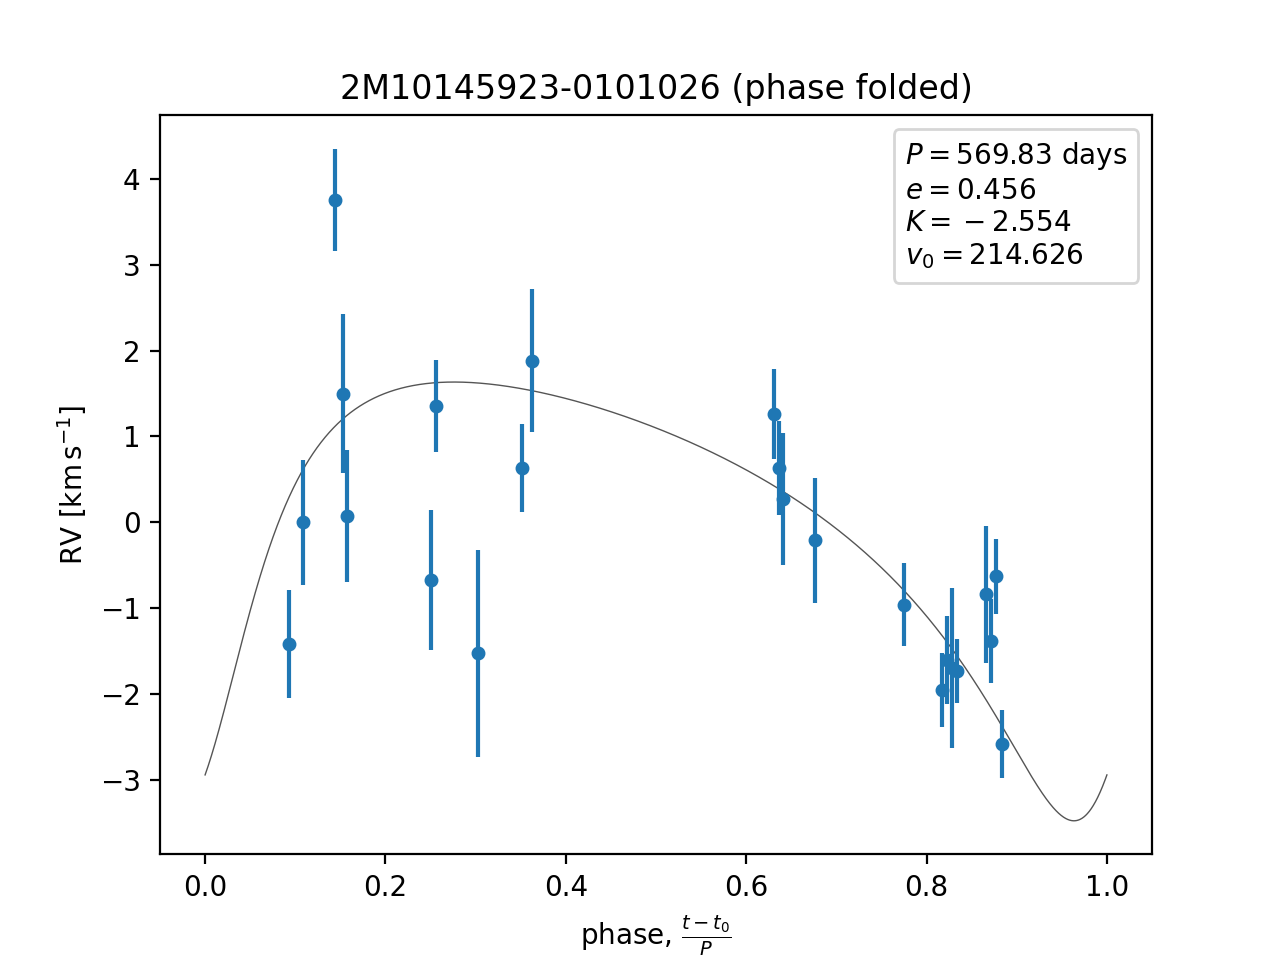 2M10145923-0101026 (phase folded)
P = 569.83 days
e = 0.456
K = −2.554
v₀ = 214.626
RV [km s⁻¹]
4
3
2
1
0
−1
−2
−3
0.0 0.2 0.4 0.6 0.8 1.0
phase, (t − t₀)/P